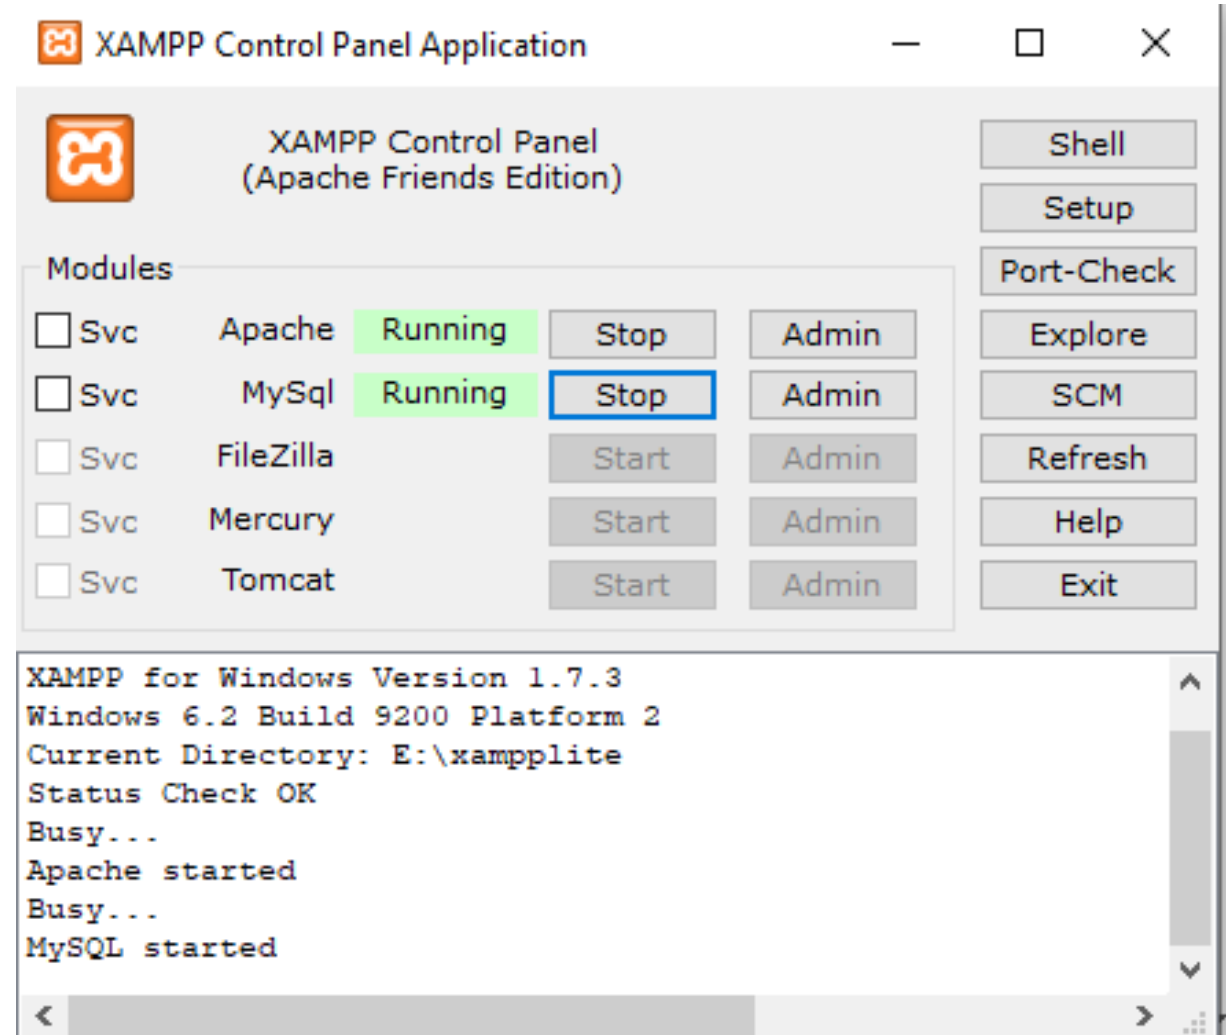 XAMPP Control Panel Application
XAMPP Control Panel
(Apache Friends Edition)
Shell
Setup
Port-Check
Explore
SCM
Refresh
Help
Exit
Modules
Svc Apache Running Stop Admin
Svc MySql Running Stop Admin
Svc FileZilla Start Admin
Svc Mercury Start Admin
Svc Tomcat Start Admin
XAMPP for Windows Version 1.7.3
Windows 6.2 Build 9200 Platform 2
Current Directory: E:\xampplite
Status Check OK
Busy...
Apache started
Busy...
MySQL started